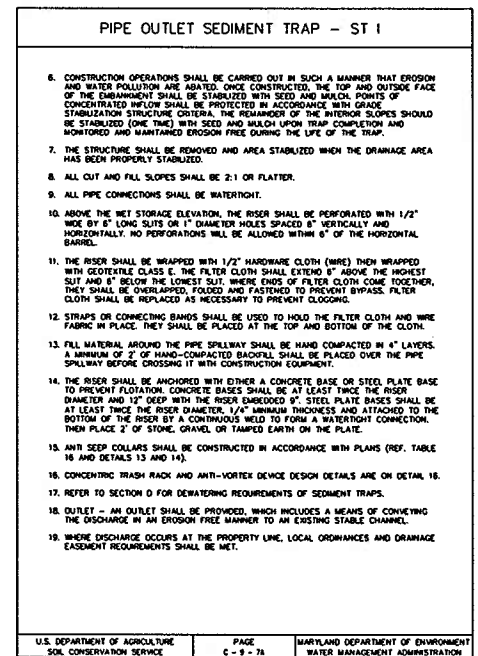 PIPE OUTLET SEDIMENT TRAP - ST I
6. CONSTRUCTION OPERATIONS SHALL BE CARRIED OUT IN SUCH A MANNER THAT EROSION
AND WATER POLLUTION ARE ABATED. ONCE CONSTRUCTED, THE TOP AND OUTSIDE FACE
OF THE EMBANKMENT SHALL BE STABILIZED WITH SEED AND MULCH. POINTS OF
CONCENTRATED INFLOW SHALL BE PROTECTED IN ACCORDANCE WITH GRADE
STABILIZATION STRUCTURE CRITERIA. THE REMAINDER OF THE INTERIOR SLOPES SHOULD
BE STABILIZED (ONE TIME) WITH SEED AND MULCH UPON TRAP COMPLETION AND
MONITORED AND MAINTAINED EROSION FREE DURING THE LIFE OF THE TRAP.
7. THE STRUCTURE SHALL BE REMOVED AND AREA STABILIZED WHEN THE DRAINAGE AREA
HAS BEEN PROPERLY STABILIZED.
8. ALL CUT AND FILL SLOPES SHALL BE 2:1 OR FLATTER.
9. ALL PIPE CONNECTIONS SHALL BE WATERTIGHT.
10. ABOVE THE WET STORAGE ELEVATION, THE RISER SHALL BE PERFORATED WITH 1/2"
WIDE BY 6" LONG SLITS OR 1" DIAMETER HOLES SPACED 6" VERTICALLY AND
HORIZONTALLY. NO PERFORATIONS WILL BE ALLOWED WITHIN 6" OF THE HORIZONTAL
BARREL.
11. THE RISER SHALL BE WRAPPED WITH 1/2" HARDWARE CLOTH (WIRE) THEN WRAPPED
WITH GEOTEXTILE CLASS E. THE FILTER CLOTH SHALL EXTEND 6" ABOVE THE HIGHEST
SLIT AND 6" BELOW THE LOWEST SLIT. WHERE ENDS OF FILTER CLOTH COME TOGETHER,
THEY SHALL BE OVERLAPPED, FOLDED AND FASTENED TO PREVENT BYPASS. FILTER
CLOTH SHALL BE REPLACED AS NECESSARY TO PREVENT CLOGGING.
12. STRAPS OR CONNECTING BANDS SHALL BE USED TO HOLD THE FILTER CLOTH AND WIRE
FABRIC IN PLACE. THEY SHALL BE PLACED AT THE TOP AND BOTTOM OF THE CLOTH.
13. FILL MATERIAL AROUND THE PIPE SPILLWAY SHALL BE HAND COMPACTED IN 4" LAYERS.
A MINIMUM OF 2' OF HAND-COMPACTED BACKFILL SHALL BE PLACED OVER THE PIPE
SPILLWAY BEFORE CROSSING IT WITH CONSTRUCTION EQUIPMENT.
14. THE RISER SHALL BE ANCHORED WITH EITHER A CONCRETE BASE OR STEEL PLATE BASE
TO PREVENT FLOTATION. CONCRETE BASES SHALL BE AT LEAST TWICE THE RISER
DIAMETER AND 12" DEEP WITH THE RISER EMBEDDED 9". STEEL PLATE BASES SHALL BE
AT LEAST TWICE THE RISER DIAMETER, 1/4" MINIMUM THICKNESS AND ATTACHED TO THE
BOTTOM OF THE RISER BY A CONTINUOUS WELD TO FORM A WATERTIGHT CONNECTION.
THEN PLACE 2' OF STONE, GRAVEL OR TAMPED EARTH ON THE PLATE.
15. ANTI SEEP COLLARS SHALL BE CONSTRUCTED IN ACCORDANCE WITH PLANS (REF. TABLE
16 AND DETAILS 13 AND 14).
16. CONCENTRIC TRASH RACK AND ANTI-VORTEX DEVICE DESIGN DETAILS ARE ON DETAIL 16.
17. REFER TO SECTION D FOR DEWATERING REQUIREMENTS OF SEDIMENT TRAPS.
18. OUTLET - AN OUTLET SHALL BE PROVIDED, WHICH INCLUDES A MEANS OF CONVEYING
THE DISCHARGE IN AN EROSION FREE MANNER TO AN EXISTING STABLE CHANNEL.
19. WHERE DISCHARGE OCCURS AT THE PROPERTY LINE, LOCAL ORDINANCES AND DRAINAGE
EASEMENT REQUIREMENTS SHALL BE MET.
U.S. DEPARTMENT OF AGRICULTURE
SOIL CONSERVATION SERVICE
PAGE
C - 9 - 7A
MARYLAND DEPARTMENT OF ENVIRONMENT
WATER MANAGEMENT ADMINISTRATION